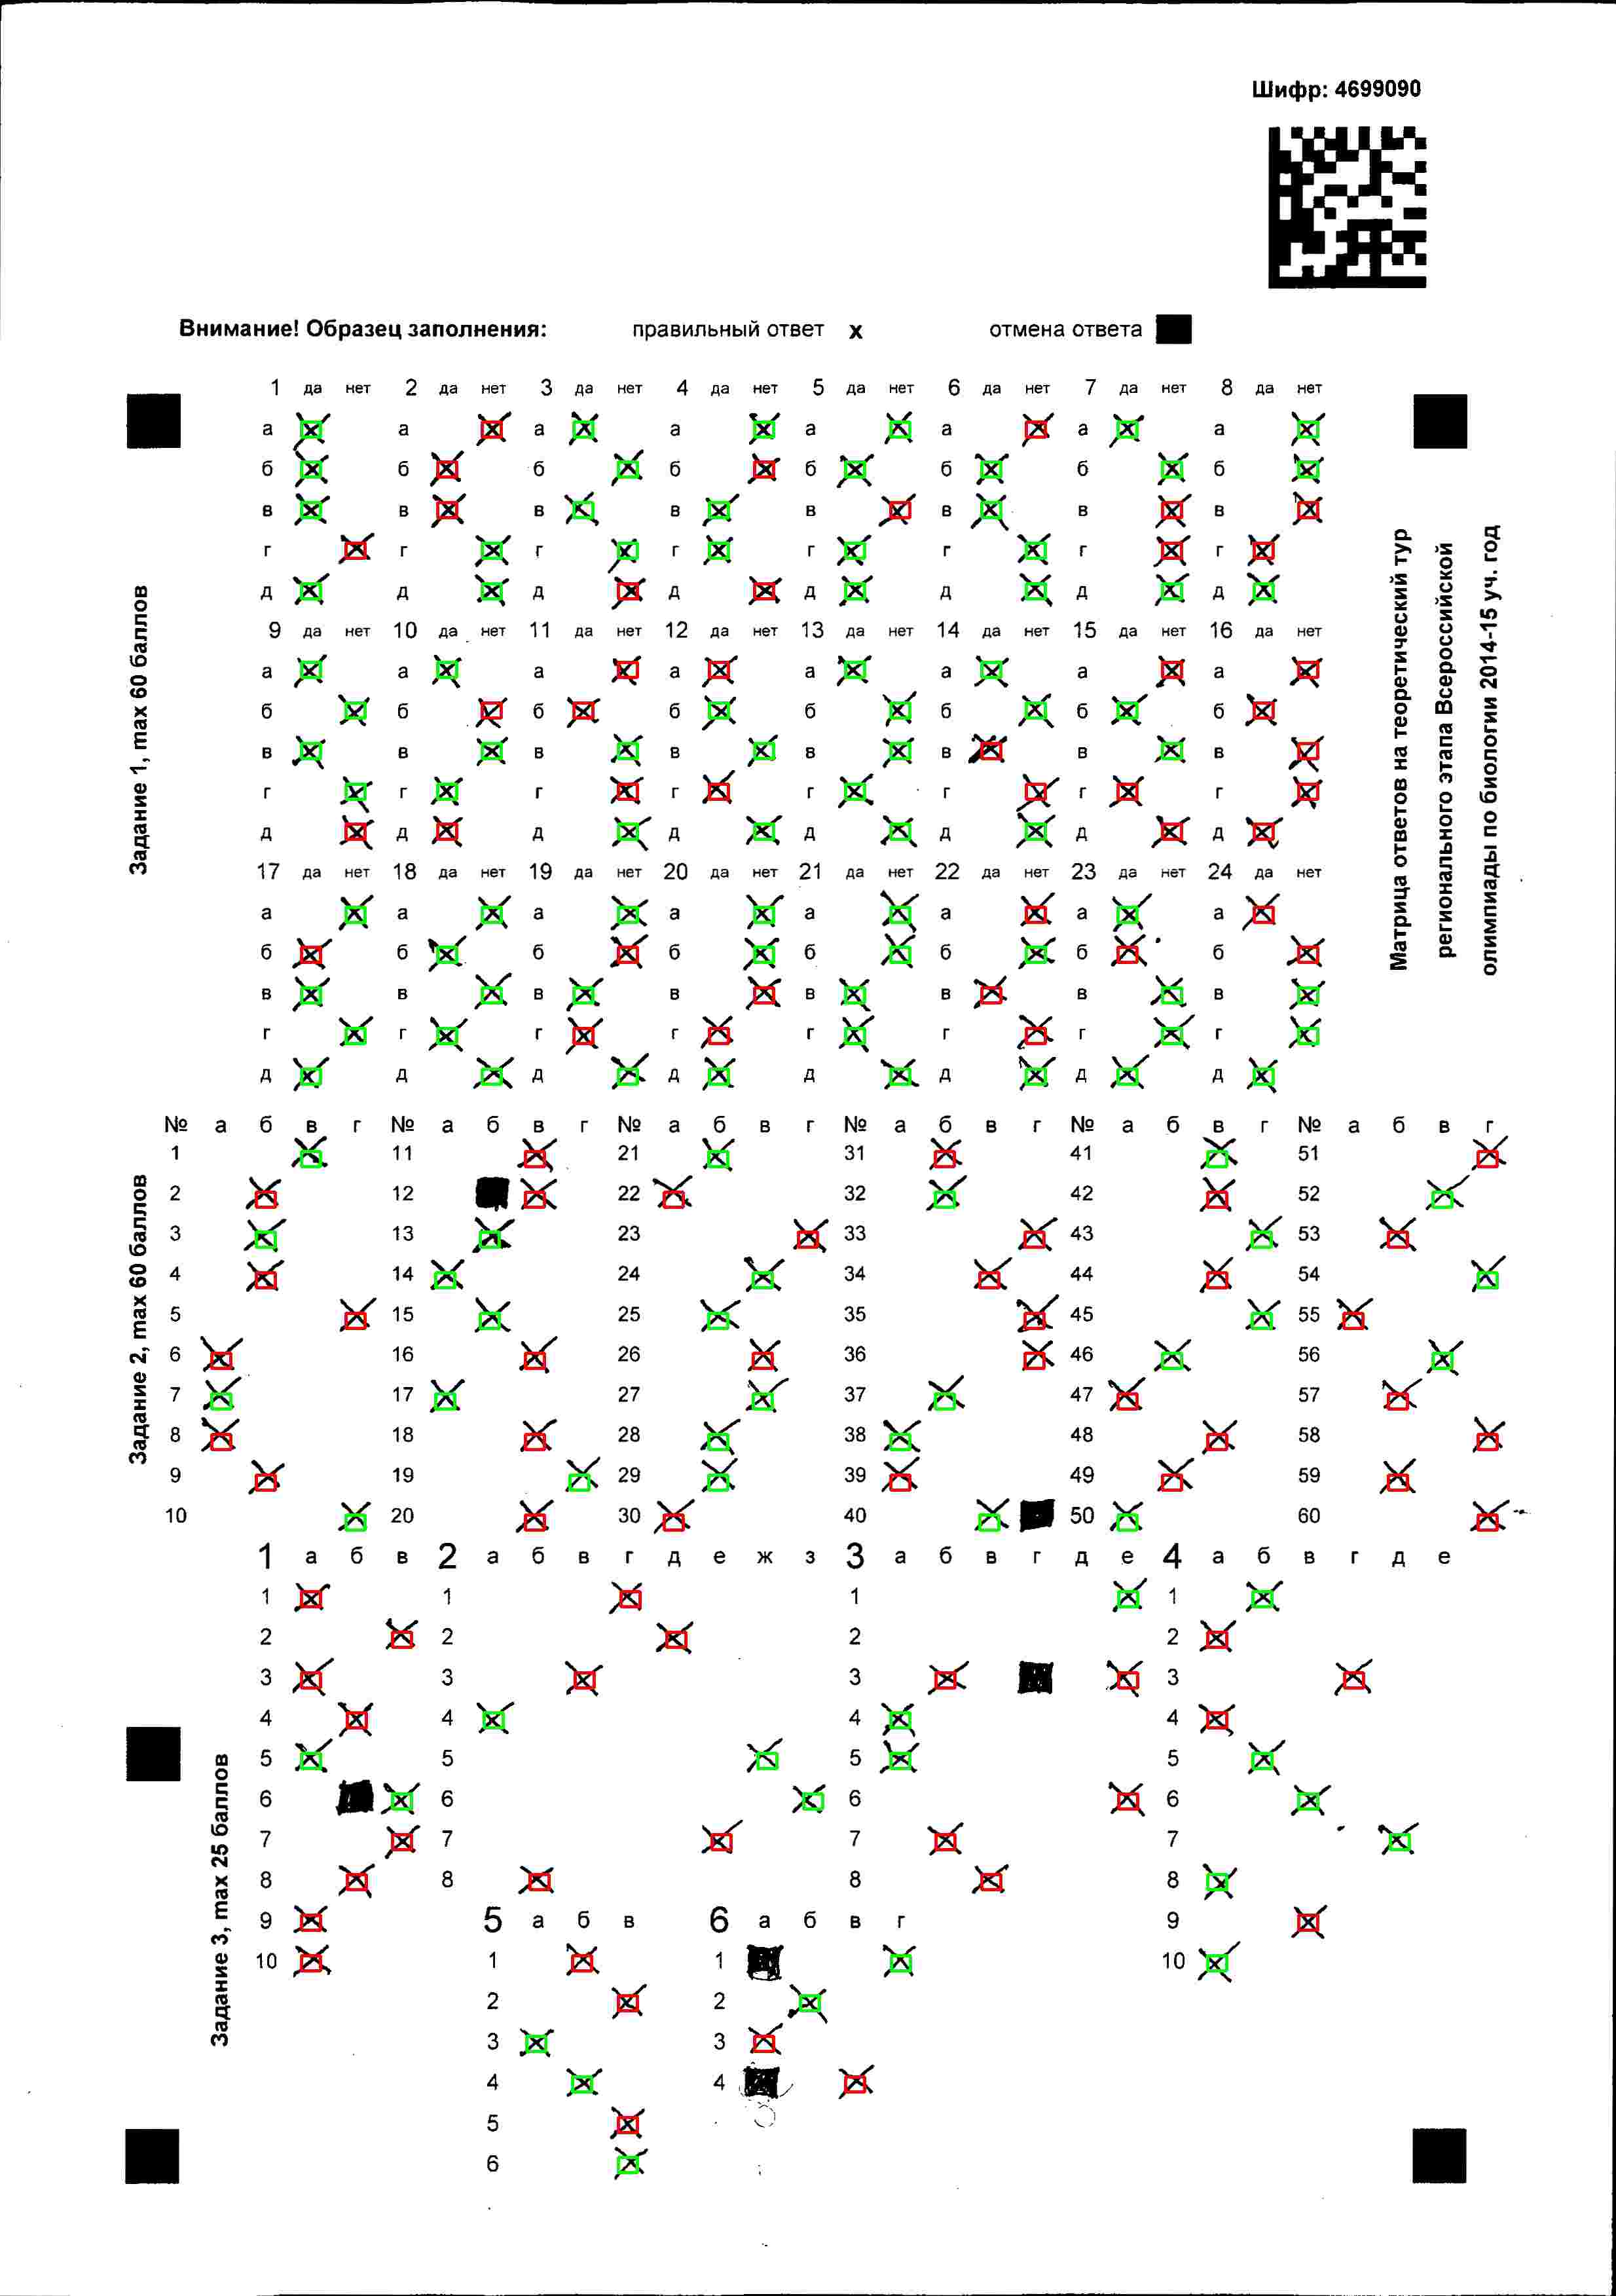 Шифр: 4699090
Внимание! Образец заполнения: правильный ответ x отмена ответа
Задание 1, max 60 баллов
1 да нет 2 да нет 3 да нет 4 да нет 5 да нет 6 да нет 7 да нет 8 да нет
а а а а а а а а
б б б б б б б б
в в в в в в в в
г г г г г г г г
д д д д д д д д
9 да нет 10 да нет 11 да нет 12 да нет 13 да нет 14 да нет 15 да нет 16 да нет
а а а а а а а а
б б б б б б б б
в в в в в в в в
г г г г г г г г
д д д д д д д д
17 да нет 18 да нет 19 да нет 20 да нет 21 да нет 22 да нет 23 да нет 24 да нет
а а а а а а а а
б б б б б б б б
в в в в в в в в
г г г г г г г г
д д д д д д д д
Матрица ответов на теоретический тур
регионального этапа Всероссийской
олимпиады по биологии 2014-15 уч. год
Задание 2, max 60 баллов
№ а б в г № а б в г № а б в г № а б в г № а б в г № а б в г
1 11 21 31 41 51
2 12 22 32 42 52
3 13 23 33 43 53
4 14 24 34 44 54
5 15 25 35 45 55
6 16 26 36 46 56
7 17 27 37 47 57
8 18 28 38 48 58
9 19 29 39 49 59
10 20 30 40 50 60
Задание 3, max 25 баллов
1 а б в 2 а б в г д е ж з 3 а б в г д е 4 а б в г д е
1 1 1 1
2 2 2 2
3 3 3 3
4 4 4 4
5 5 5 5
6 6 6 6
7 7 7 7
8 8 8 8
9 5 а б в 6 а б в г 9
10 1 1 10
2 2
3 3
4 4
5
6